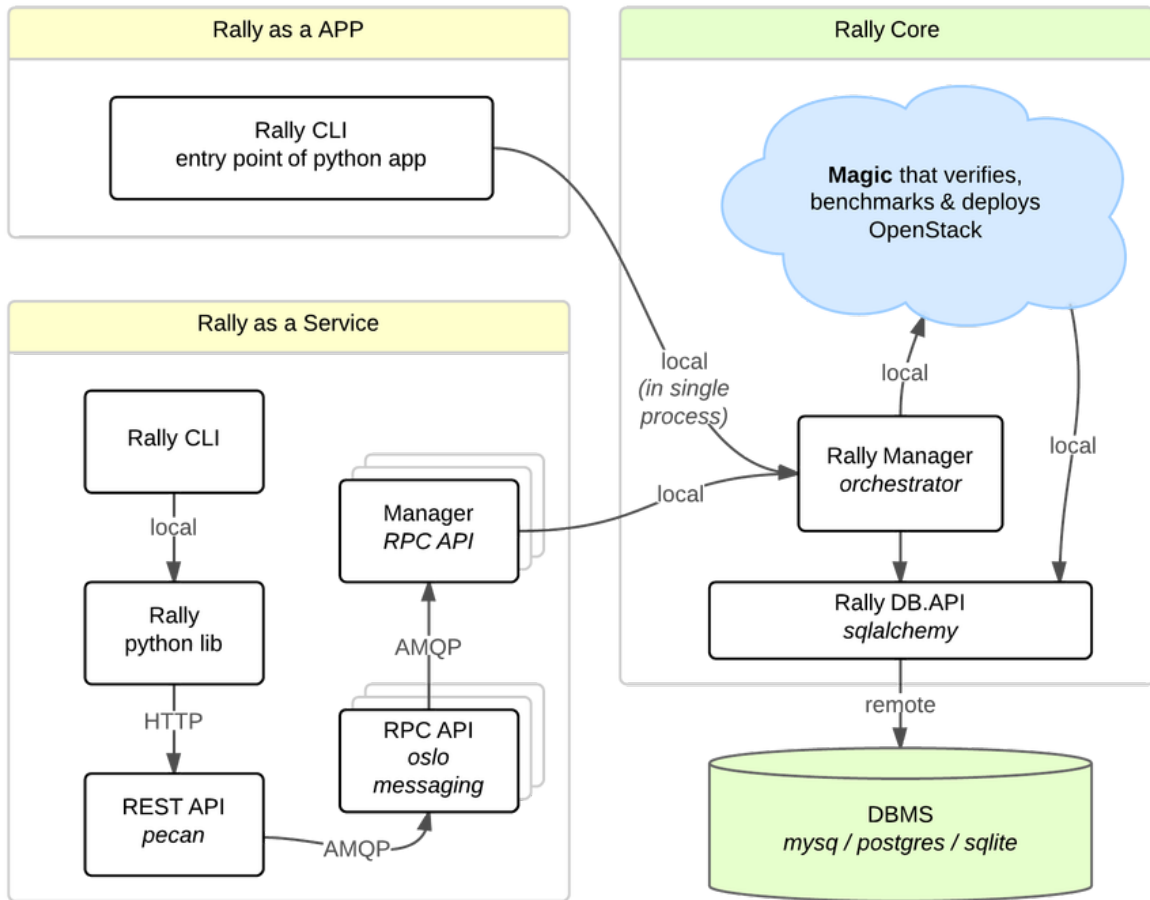 Rally as a APP
Rally CLI
entry point of python app
Rally as a Service
Rally CLI
local
Rally
python lib
HTTP
REST API
pecan
AMQP
RPC API
oslo
messaging
AMQP
Manager
RPC API
local
(in single
process)
local
Rally Core
Magic that verifies,
benchmarks & deploys
OpenStack
local
local
Rally Manager
orchestrator
Rally DB.API
sqlalchemy
remote
DBMS
mysq / postgres / sqlite